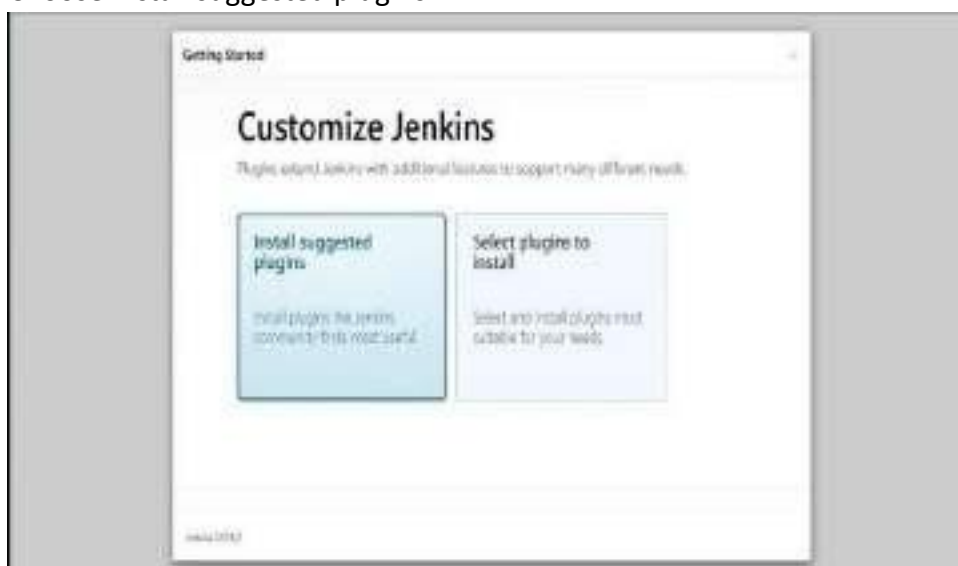 Getting Started
Customize Jenkins
Plugins extend Jenkins with additional features to support many different needs.
Install suggested
plugins
Install plugins the Jenkins
community finds most useful.
Select plugins to
install
Select and install plugins most
suitable for your needs.